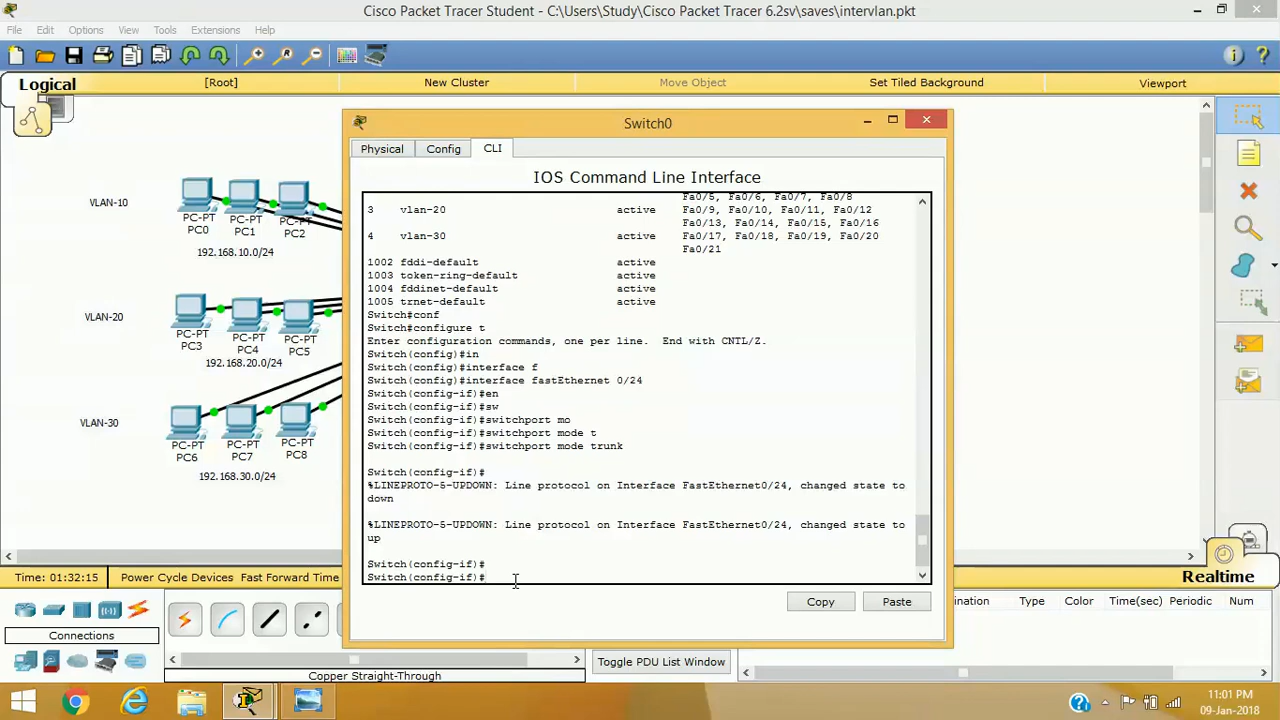 Cisco Packet Tracer Student - C:\Users\Study\Cisco Packet Tracer 6.2sv\saves\intervlan.pkt
File Edit Options View Tools Extensions Help
Logical [Root] New Cluster Move Object Set Tiled Background Viewport
Switch0
Physical Config CLI
IOS Command Line Interface
Fa0/5, Fa0/6, Fa0/7, Fa0/8
3 vlan-20 active Fa0/9, Fa0/10, Fa0/11, Fa0/12
Fa0/13, Fa0/14, Fa0/15, Fa0/16
4 vlan-30 active Fa0/17, Fa0/18, Fa0/19, Fa0/20
Fa0/21
1002 fddi-default active
1003 token-ring-default active
1004 fddinet-default active
1005 trnet-default active
Switch#conf
Switch#configure t
Enter configuration commands, one per line. End with CNTL/Z.
Switch(config)#in
Switch(config)#interface f
Switch(config)#interface fastEthernet 0/24
Switch(config-if)#en
Switch(config-if)#sw
Switch(config-if)#switchport mo
Switch(config-if)#switchport mode t
Switch(config-if)#switchport mode trunk
Switch(config-if)#
%LINEPROTO-5-UPDOWN: Line protocol on Interface FastEthernet0/24, changed state to
down
%LINEPROTO-5-UPDOWN: Line protocol on Interface FastEthernet0/24, changed state to
up
Switch(config-if)#
Switch(config-if)#
Copy Paste
VLAN-10
PC-PT PC-PT PC-PT
PC0 PC1 PC2
192.168.10.0/24
VLAN-20
PC-PT PC-PT PC-PT
PC3 PC4 PC5
192.168.20.0/24
VLAN-30
PC-PT PC-PT PC-PT
PC6 PC7 PC8
192.168.30.0/24
Time: 01:32:15 Power Cycle Devices Fast Forward Time
Realtime
Connections
Copper Straight-Through
Toggle PDU List Window
ination Type Color Time(sec) Periodic Num
11:01 PM
09-Jan-2018